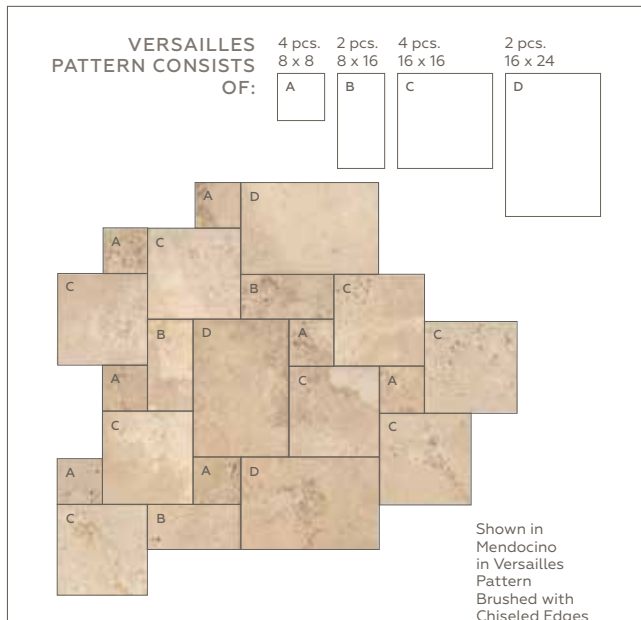 VERSAILLES
PATTERN CONSISTS
OF:
4 pcs.
8 x 8
A
2 pcs.
8 x 16
B
4 pcs.
16 x 16
C
2 pcs.
16 x 24
D
A
D
A
C
C
B
C
B
D
A
C
A
C
A
C
C
A
A
D
C
B
Shown in
Mendocino
in Versailles
Pattern
Brushed with
Chiseled Edges